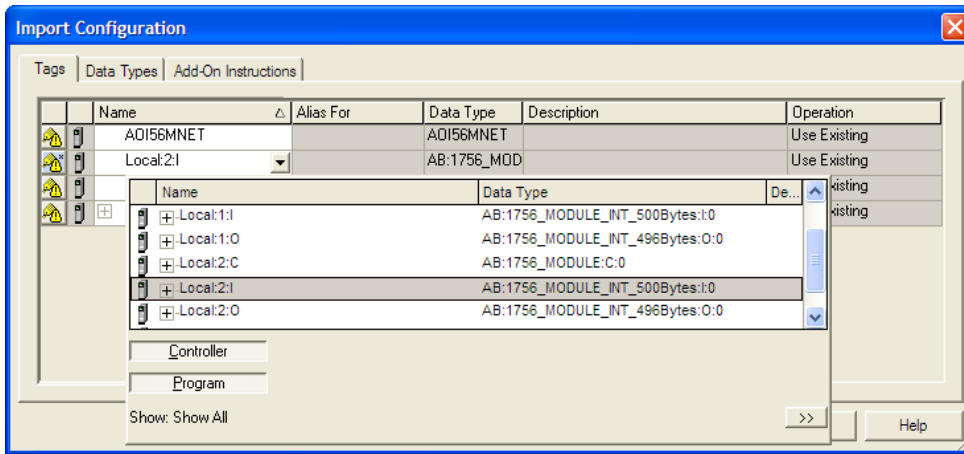 Import Configuration
Tags Data Types Add-On Instructions
Name Alias For Data Type Description Operation
AOI56MNET AOI56MNET Use Existing
Local:2:I AB:1756_MOD Use Existing
Name Data Type De...
Local:1:I AB:1756_MODULE_INT_500Bytes:I:0
Local:1:O AB:1756_MODULE_INT_496Bytes:O:0
Local:2:C AB:1756_MODULE:C:0
Local:2:I AB:1756_MODULE_INT_500Bytes:I:0
Local:2:O AB:1756_MODULE_INT_496Bytes:O:0
Controller
Program
Show: Show All >>
Help